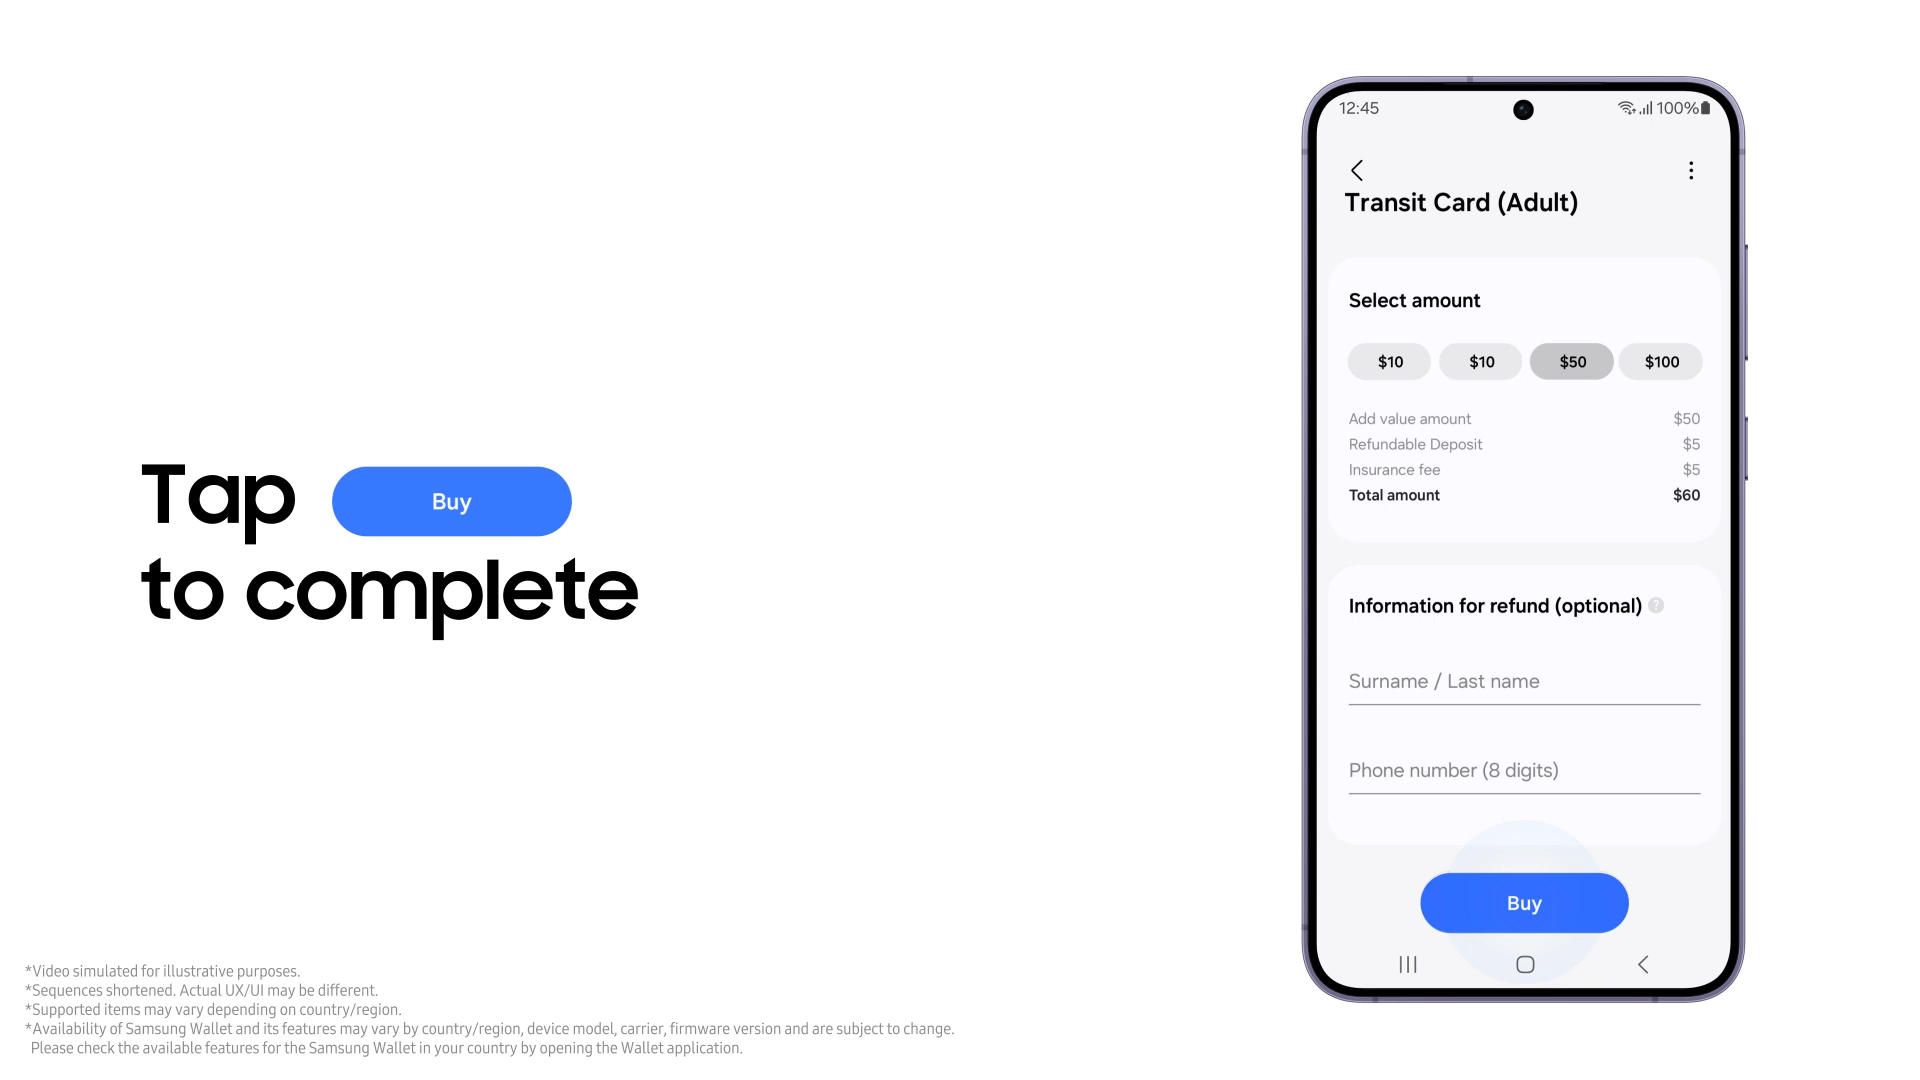 Tap Buy
to complete
12:45 100%
Transit Card (Adult)
Select amount
$10 $10 $50 $100
Add value amount $50
Refundable Deposit $5
Insurance fee $5
Total amount $60
Information for refund (optional) ?
Surname / Last name
Phone number (8 digits)
Buy
*Video simulated for illustrative purposes.
*Sequences shortened. Actual UX/UI may be different.
*Supported items may vary depending on country/region.
*Availability of Samsung Wallet and its features may vary by country/region, device model, carrier, firmware version and are subject to change.
Please check the available features for the Samsung Wallet in your country by opening the Wallet application.